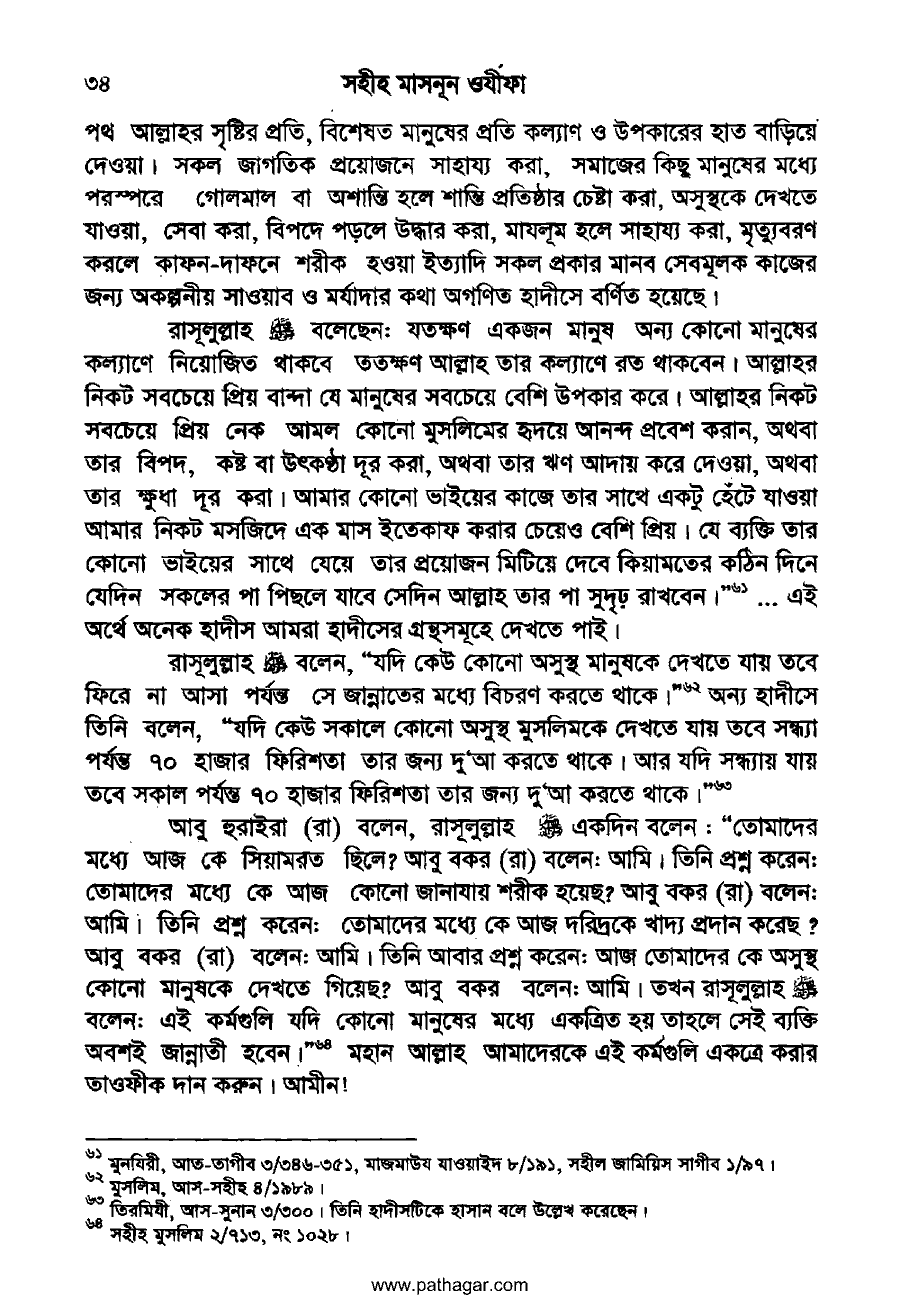 ৩৪ সহীহ মাসনূন ওযীফা
পথ আল্লাহর সৃষ্টির প্রতি, বিশেষত মানুষের প্রতি কল্যাণ ও উপকারের হাত বাড়িয়ে
দেওয়া। সকল জাগতিক প্রয়োজনে সাহায্য করা, সমাজের কিছু মানুষের মধ্যে
পরস্পরে গোলমাল বা অশান্তি হলে শান্তি প্রতিষ্ঠার চেষ্টা করা, অসুস্থকে দেখতে
যাওয়া, সেবা করা, বিপদে পড়লে উদ্ধার করা, মাযলূম হলে সাহায্য করা, মৃত্যুবরণ
করলে কাফন-দাফনে শরীক হওয়া ইত্যাদি সকল প্রকার মানব সেবমূলক কাজের
জন্য অকল্পনীয় সাওয়াব ও মর্যাদার কথা অগণিত হাদীসে বর্ণিত হয়েছে।
রাসূলুল্লাহ ﷺ বলেছেন: যতক্ষণ একজন মানুষ অন্য কোনো মানুষের
কল্যাণে নিয়োজিত থাকবে ততক্ষণ আল্লাহ তার কল্যাণে রত থাকবেন। আল্লাহর
নিকট সবচেয়ে প্রিয় বান্দা যে মানুষের সবচেয়ে বেশি উপকার করে। আল্লাহর নিকট
সবচেয়ে প্রিয় নেক আমল কোনো মুসলিমের হৃদয়ে আনন্দ প্রবেশ করান, অথবা
তার বিপদ, কষ্ট বা উৎকণ্ঠা দূর করা, অথবা তার ঋণ আদায় করে দেওয়া, অথবা
তার ক্ষুধা দূর করা। আমার কোনো ভাইয়ের কাজে তার সাথে একটু হেঁটে যাওয়া
আমার নিকট মসজিদে এক মাস ইতেকাফ করার চেয়েও বেশি প্রিয়। যে ব্যক্তি তার
কোনো ভাইয়ের সাথে যেয়ে তার প্রয়োজন মিটিয়ে দেবে কিয়ামতের কঠিন দিনে
যেদিন সকলের পা পিছলে যাবে সেদিন আল্লাহ তার পা সুদৃঢ় রাখবেন।”৬১ ... এই
অর্থে অনেক হাদীস আমরা হাদীসের গ্রন্থসমূহে দেখতে পাই।
রাসূলুল্লাহ ﷺ বলেন, “যদি কেউ কোনো অসুস্থ মানুষকে দেখতে যায় তবে
ফিরে না আসা পর্যন্ত সে জান্নাতের মধ্যে বিচরণ করতে থাকে।”৬২ অন্য হাদীসে
তিনি বলেন, “যদি কেউ সকালে কোনো অসুস্থ মুসলিমকে দেখতে যায় তবে সন্ধ্যা
পর্যন্ত ৭০ হাজার ফিরিশতা তার জন্য দু‘আ করতে থাকে। আর যদি সন্ধ্যায় যায়
তবে সকাল পর্যন্ত ৭০ হাজার ফিরিশতা তার জন্য দু‘আ করতে থাকে।”৬৩
আবু হুরাইরা (রা) বলেন, রাসূলুল্লাহ ﷺ একদিন বলেন : “তোমাদের
মধ্যে আজ কে সিয়ামরত ছিলে? আবু বকর (রা) বলেন: আমি। তিনি প্রশ্ন করেন:
তোমাদের মধ্যে কে আজ কোনো জানাযায় শরীক হয়েছ? আবু বকর (রা) বলেন:
আমি। তিনি প্রশ্ন করেন: তোমাদের মধ্যে কে আজ দরিদ্রকে খাদ্য প্রদান করেছ ?
আবু বকর (রা) বলেন: আমি। তিনি আবার প্রশ্ন করেন: আজ তোমাদের কে অসুস্থ
কোনো মানুষকে দেখতে গিয়েছ? আবু বকর বলেন: আমি। তখন রাসূলুল্লাহ ﷺ
বলেন: এই কর্মগুলি যদি কোনো মানুষের মধ্যে একত্রিত হয় তাহলে সেই ব্যক্তি
অবশই জান্নাতী হবেন।”৬৪ মহান আল্লাহ আমাদেরকে এই কর্মগুলি একত্রে করার
তাওফীক দান করুন। আমীন!
৬১ মুনযিরী, আত-তাগীব ৩/৩৪৬-৩৫১, মাজমাউয যাওয়াইদ ৮/১৯১, সহীল জামিয়িস সাগীব ১/৯৭।
৬২ মুসলিম, আস-সহীহ ৪/১৯৮৯।
৬৩ তিরমিযী, আস-সুনান ৩/৩০০। তিনি হাদীসটিকে হাসান বলে উল্লেখ করেছেন।
৬৪ সহীহ মুসলিম ২/৭১৩, নং ১০২৮।
www.pathagar.com